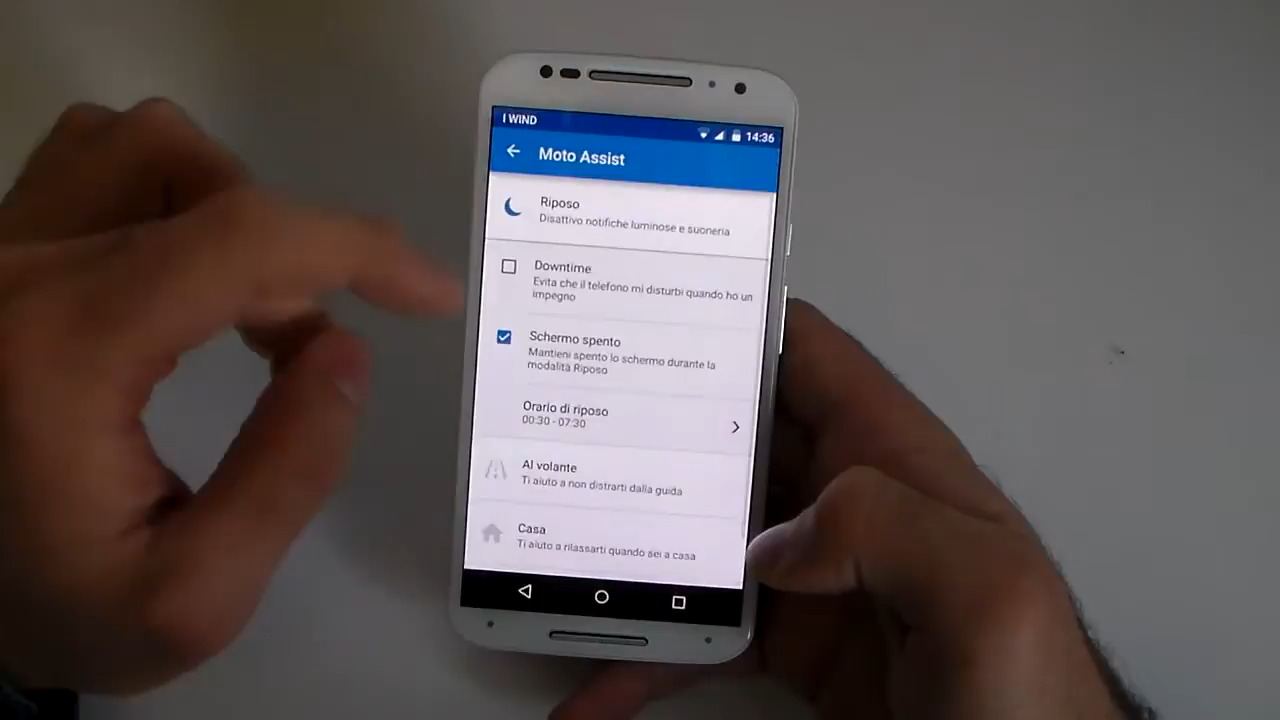 I WIND
14:36
Moto Assist
Riposo
Disattivo notifiche luminose e suoneria
Downtime
Evita che il telefono mi disturbi quando ho un
impegno
Schermo spento
Mantieni spento lo schermo durante la
modalità Riposo
Orario di riposo
00:30 - 07:30
Al volante
Ti aiuto a non distrarti dalla guida
Casa
Ti aiuto a rilassarti quando sei a casa